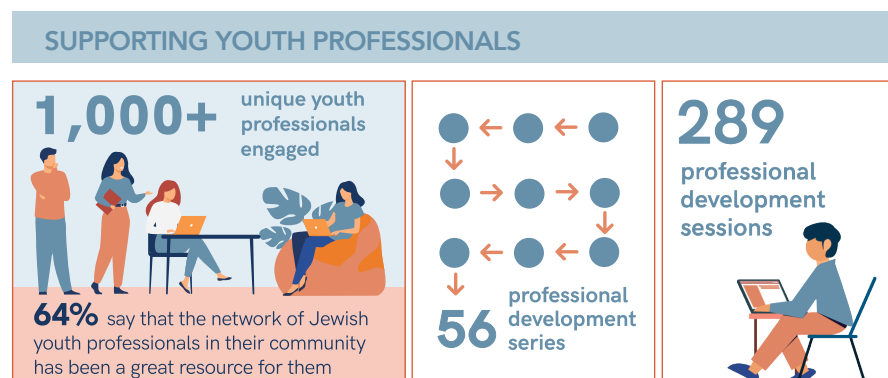 SUPPORTING YOUTH PROFESSIONALS
1,000+
unique youth
professionals
engaged
64% say that the network of Jewish
youth professionals in their community
has been a great resource for them
56
professional
development
series
289
professional
development
sessions